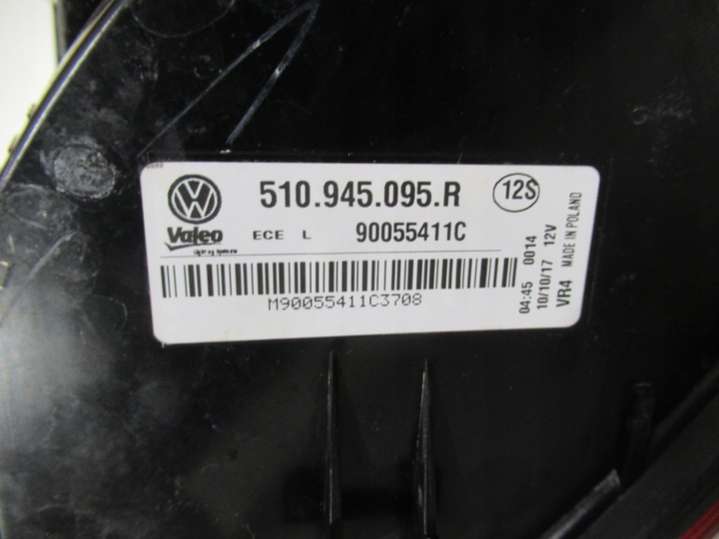 VW 510.945.095.R 12S
Valeo ECE L 90055411C
M90055411C3708
04:45 0014
10/10/17 12V
VR4 MADE IN POLAND